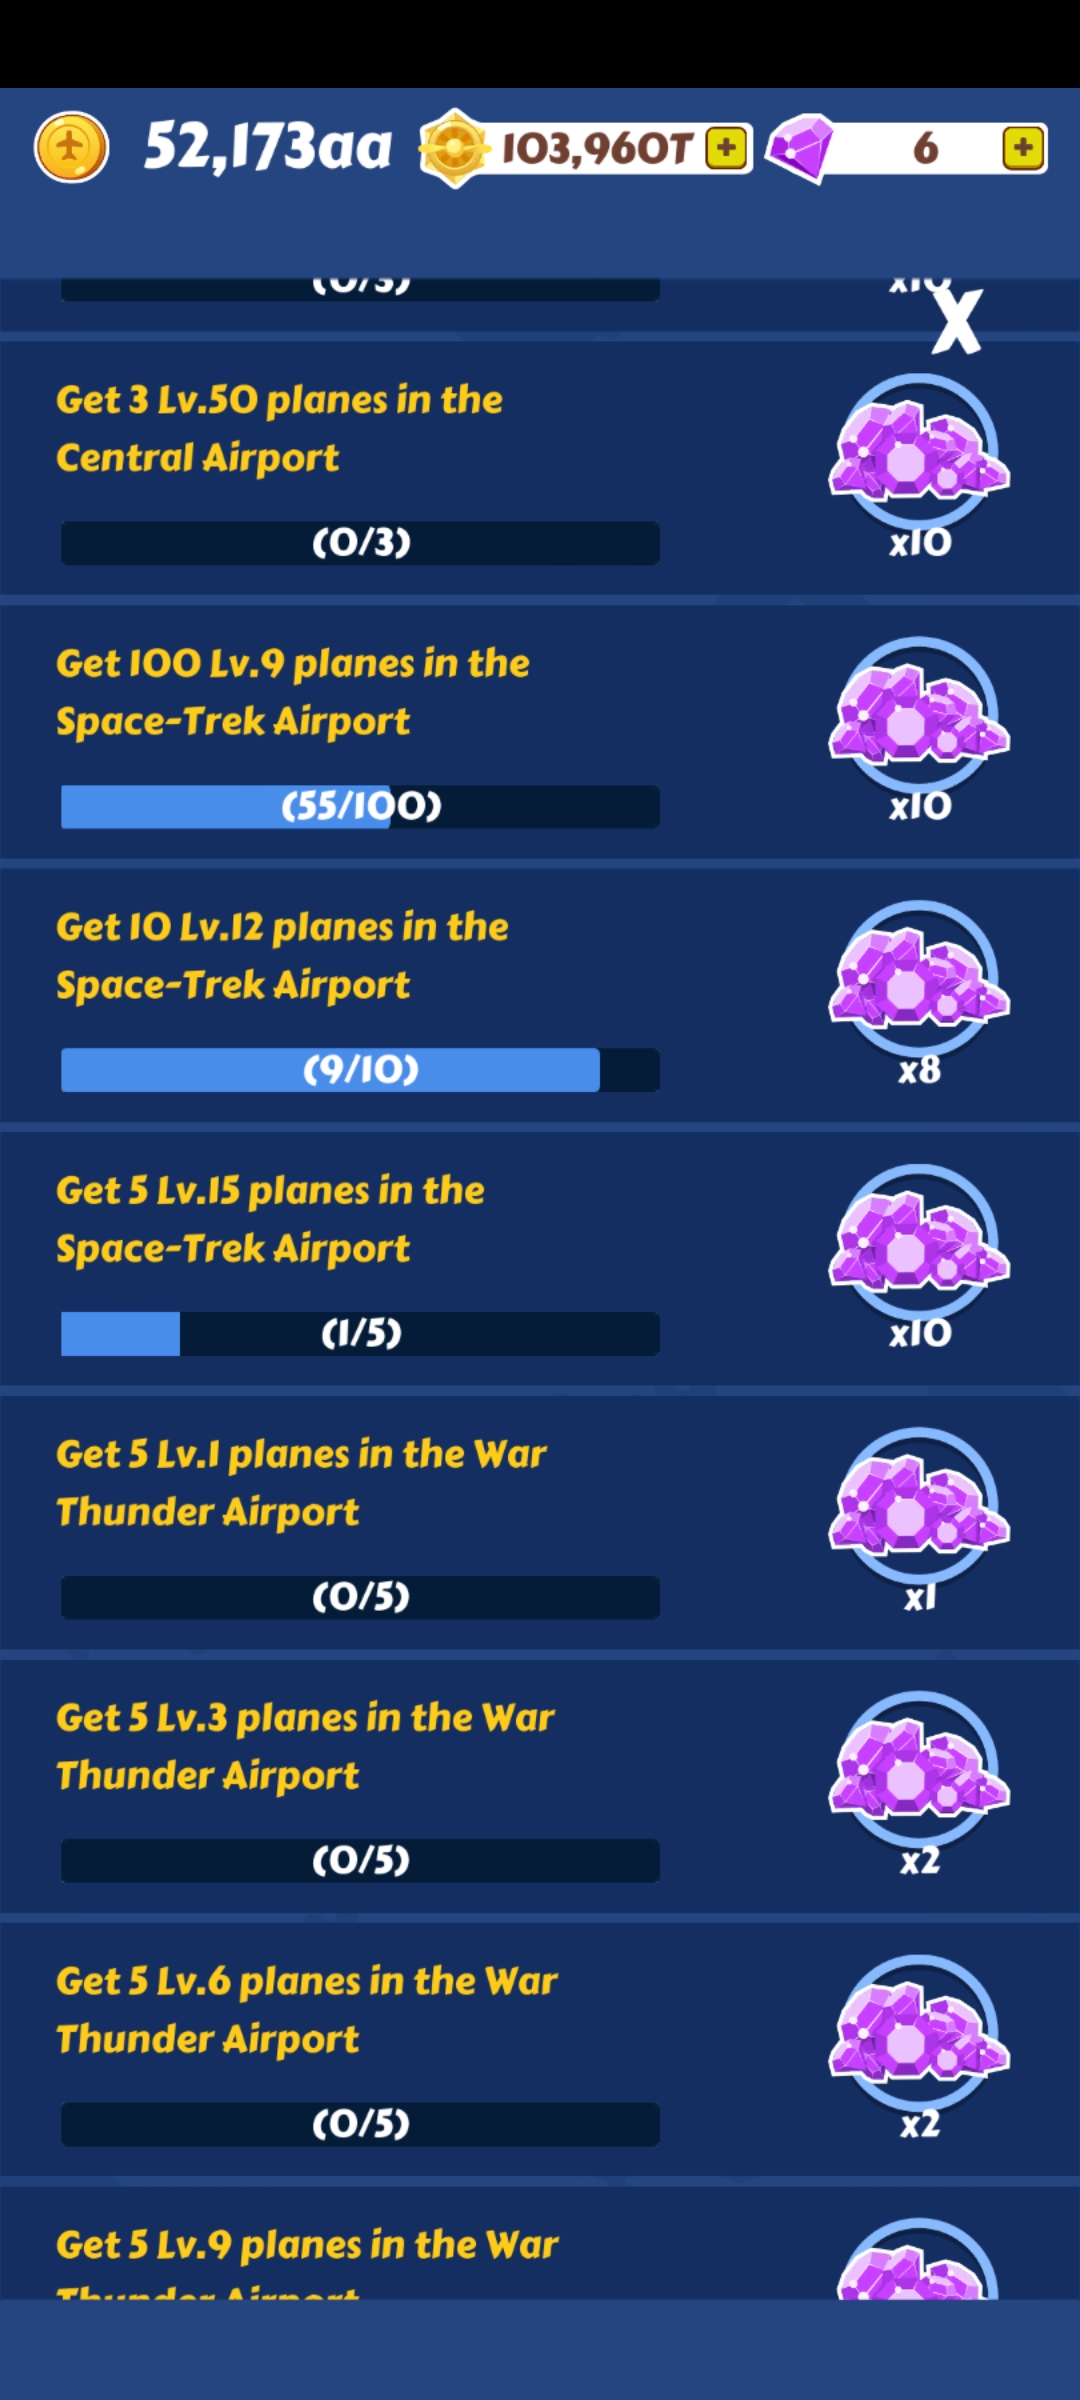 52,173aa 103,960T + 6 +
(0/3) x10
X
Get 3 Lv.50 planes in the
Central Airport
(0/3) x10
Get 100 Lv.9 planes in the
Space-Trek Airport
(55/100) x10
Get 10 Lv.12 planes in the
Space-Trek Airport
(9/10) x8
Get 5 Lv.15 planes in the
Space-Trek Airport
(1/5) x10
Get 5 Lv.1 planes in the War
Thunder Airport
(0/5) x1
Get 5 Lv.3 planes in the War
Thunder Airport
(0/5) x2
Get 5 Lv.6 planes in the War
Thunder Airport
(0/5) x2
Get 5 Lv.9 planes in the War
Thunder Airport